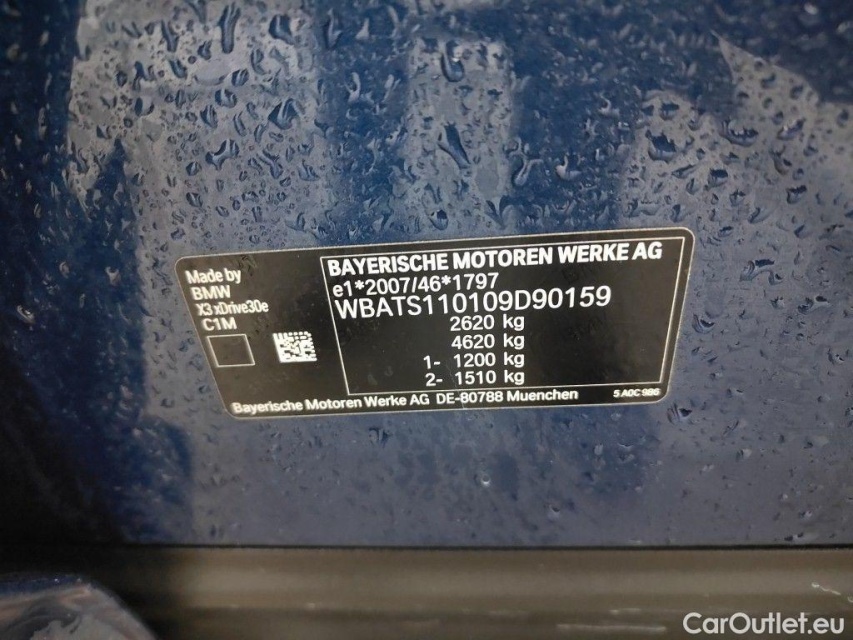 Made by
BMW
X3 xDrive30e
C1M
BAYERISCHE MOTOREN WERKE AG
e1*2007/46*1797
WBATS110109D90159
2620 kg
4620 kg
1- 1200 kg
2- 1510 kg
Bayerische Motoren Werke AG DE-80788 Muenchen
5 A0C 986
CarOutlet.eu